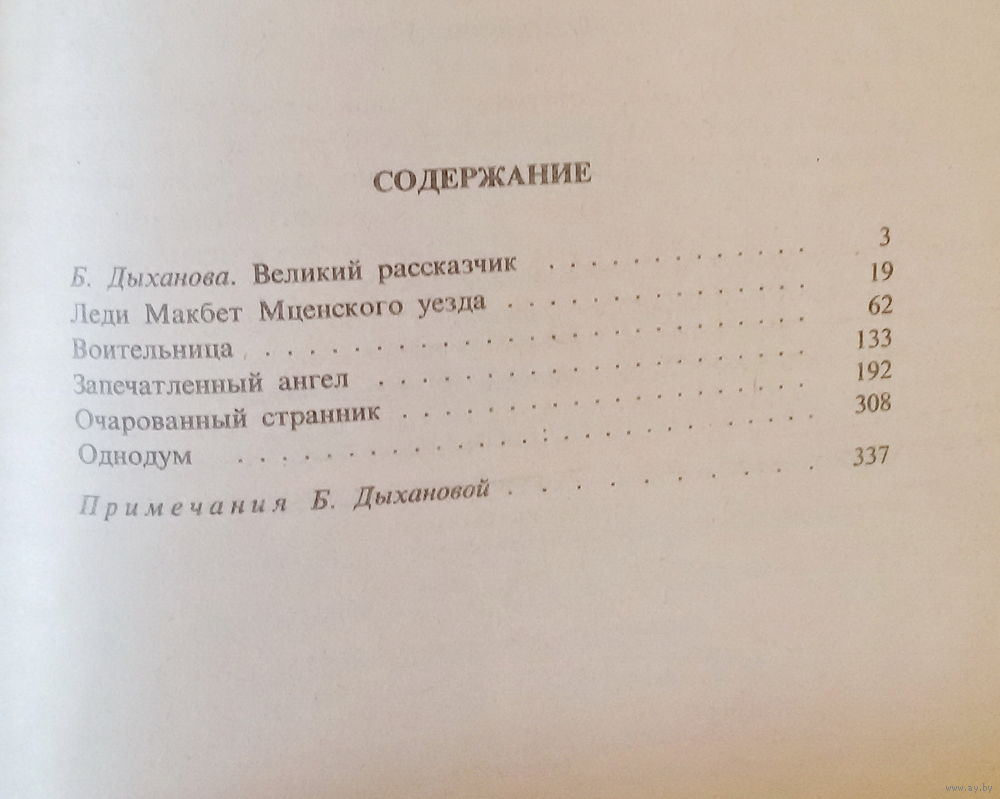 СОДЕРЖАНИЕ
Б. Дыханова. Великий рассказчик . . . . . . . . . . . . 3
Леди Макбет Мценского уезда . . . . . . . . . . . . . 19
Воительница . . . . . . . . . . . . . . . . . . . . . 62
Запечатленный ангел . . . . . . . . . . . . . . . . . 133
Очарованный странник . . . . . . . . . . . . . . . . 192
Однодум . . . . . . . . . . . . . . . . . . . . . . . 308
Примечания Б. Дыхановой . . . . . . . . . . 337
www.ay.by